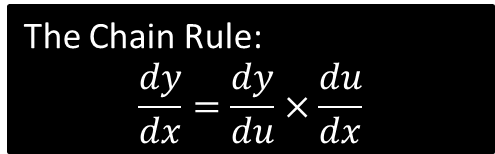 The Chain Rule:
dy/dx = dy/du × du/dx